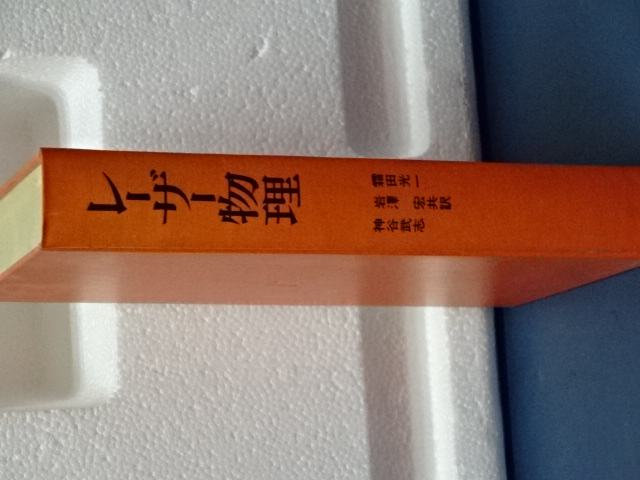 レーザー物理
霜田光一
岩澤宏共訳
神谷武志